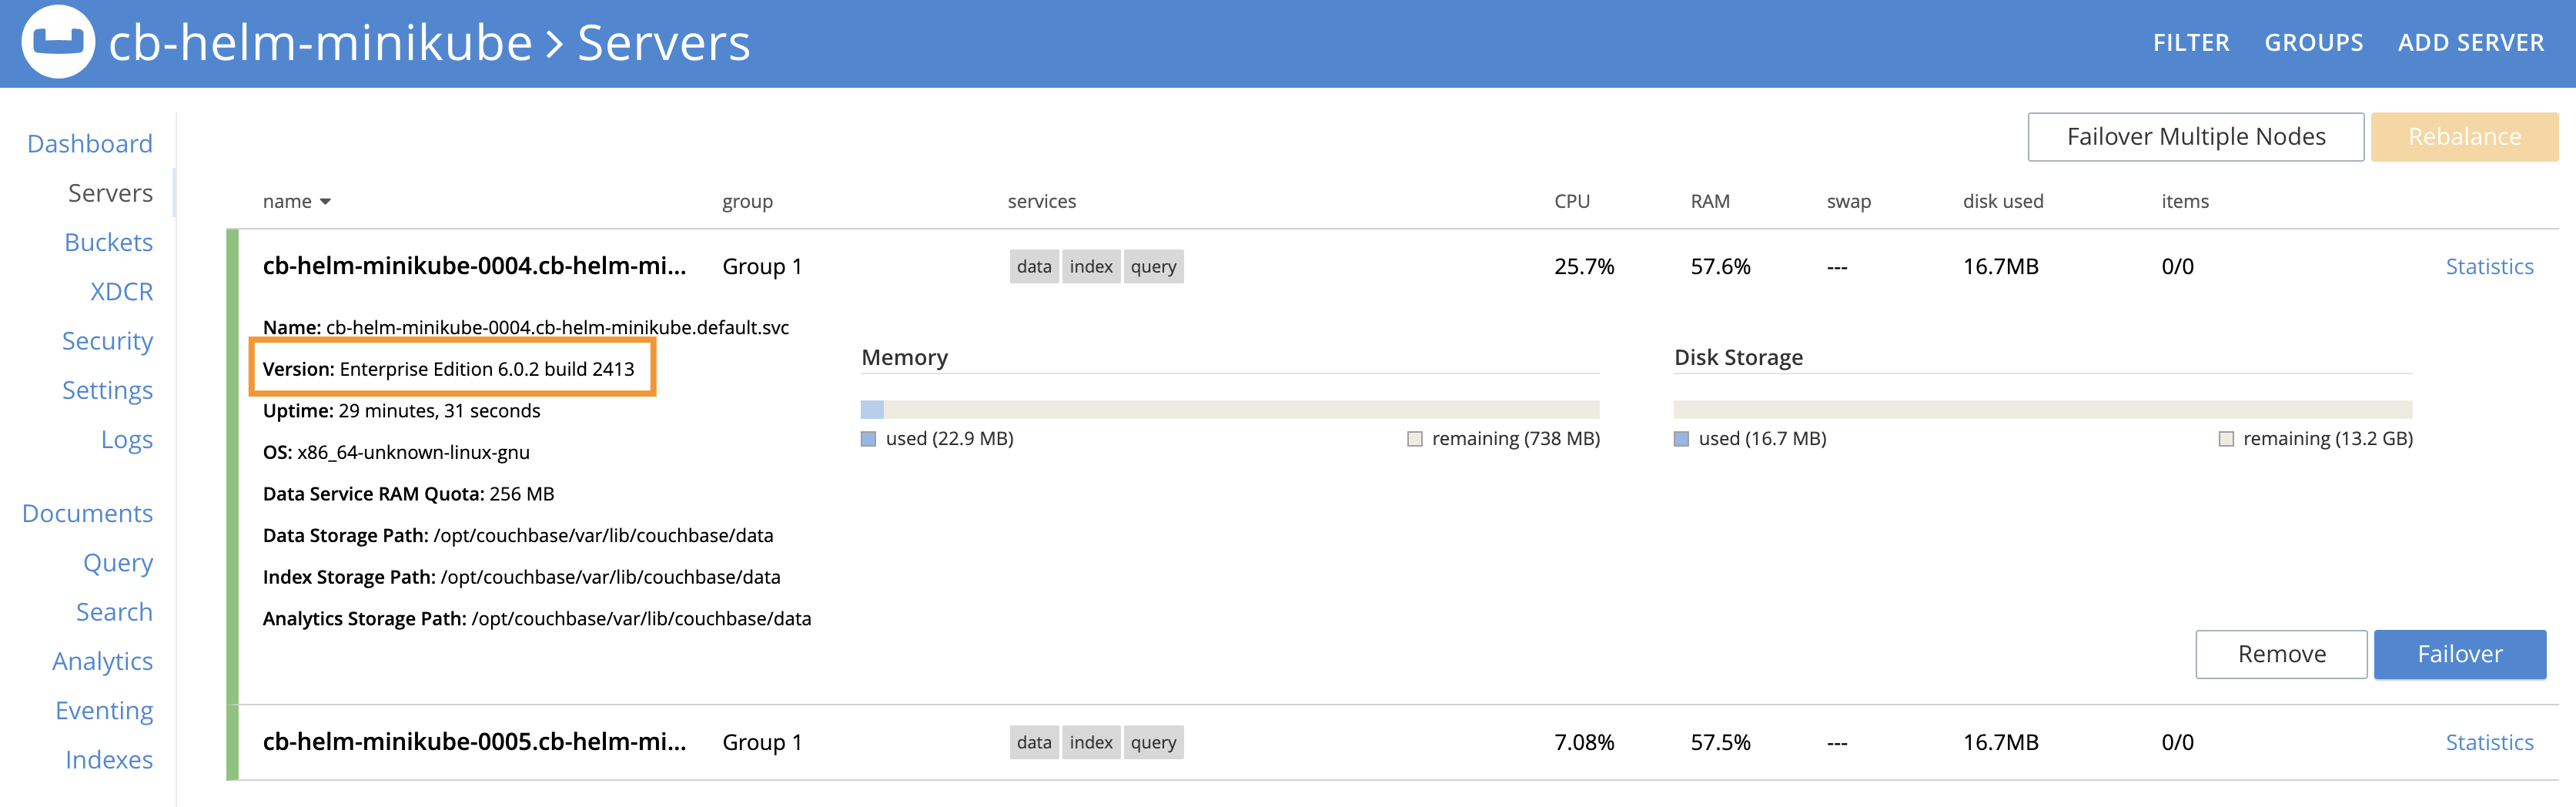 cb-helm-minikube > Servers
FILTER GROUPS ADD SERVER
Dashboard
Servers
Buckets
XDCR
Security
Settings
Logs
Documents
Query
Search
Analytics
Eventing
Indexes
Failover Multiple Nodes Rebalance
name group services CPU RAM swap disk used items
cb-helm-minikube-0004.cb-helm-mi... Group 1 data index query 25.7% 57.6% --- 16.7MB 0/0 Statistics
Name: cb-helm-minikube-0004.cb-helm-minikube.default.svc
Version: Enterprise Edition 6.0.2 build 2413
Uptime: 29 minutes, 31 seconds
OS: x86_64-unknown-linux-gnu
Data Service RAM Quota: 256 MB
Data Storage Path: /opt/couchbase/var/lib/couchbase/data
Index Storage Path: /opt/couchbase/var/lib/couchbase/data
Analytics Storage Path: /opt/couchbase/var/lib/couchbase/data
Memory
used (22.9 MB) remaining (738 MB)
Disk Storage
used (16.7 MB) remaining (13.2 GB)
Remove Failover
cb-helm-minikube-0005.cb-helm-mi... Group 1 data index query 7.08% 57.5% --- 16.7MB 0/0 Statistics